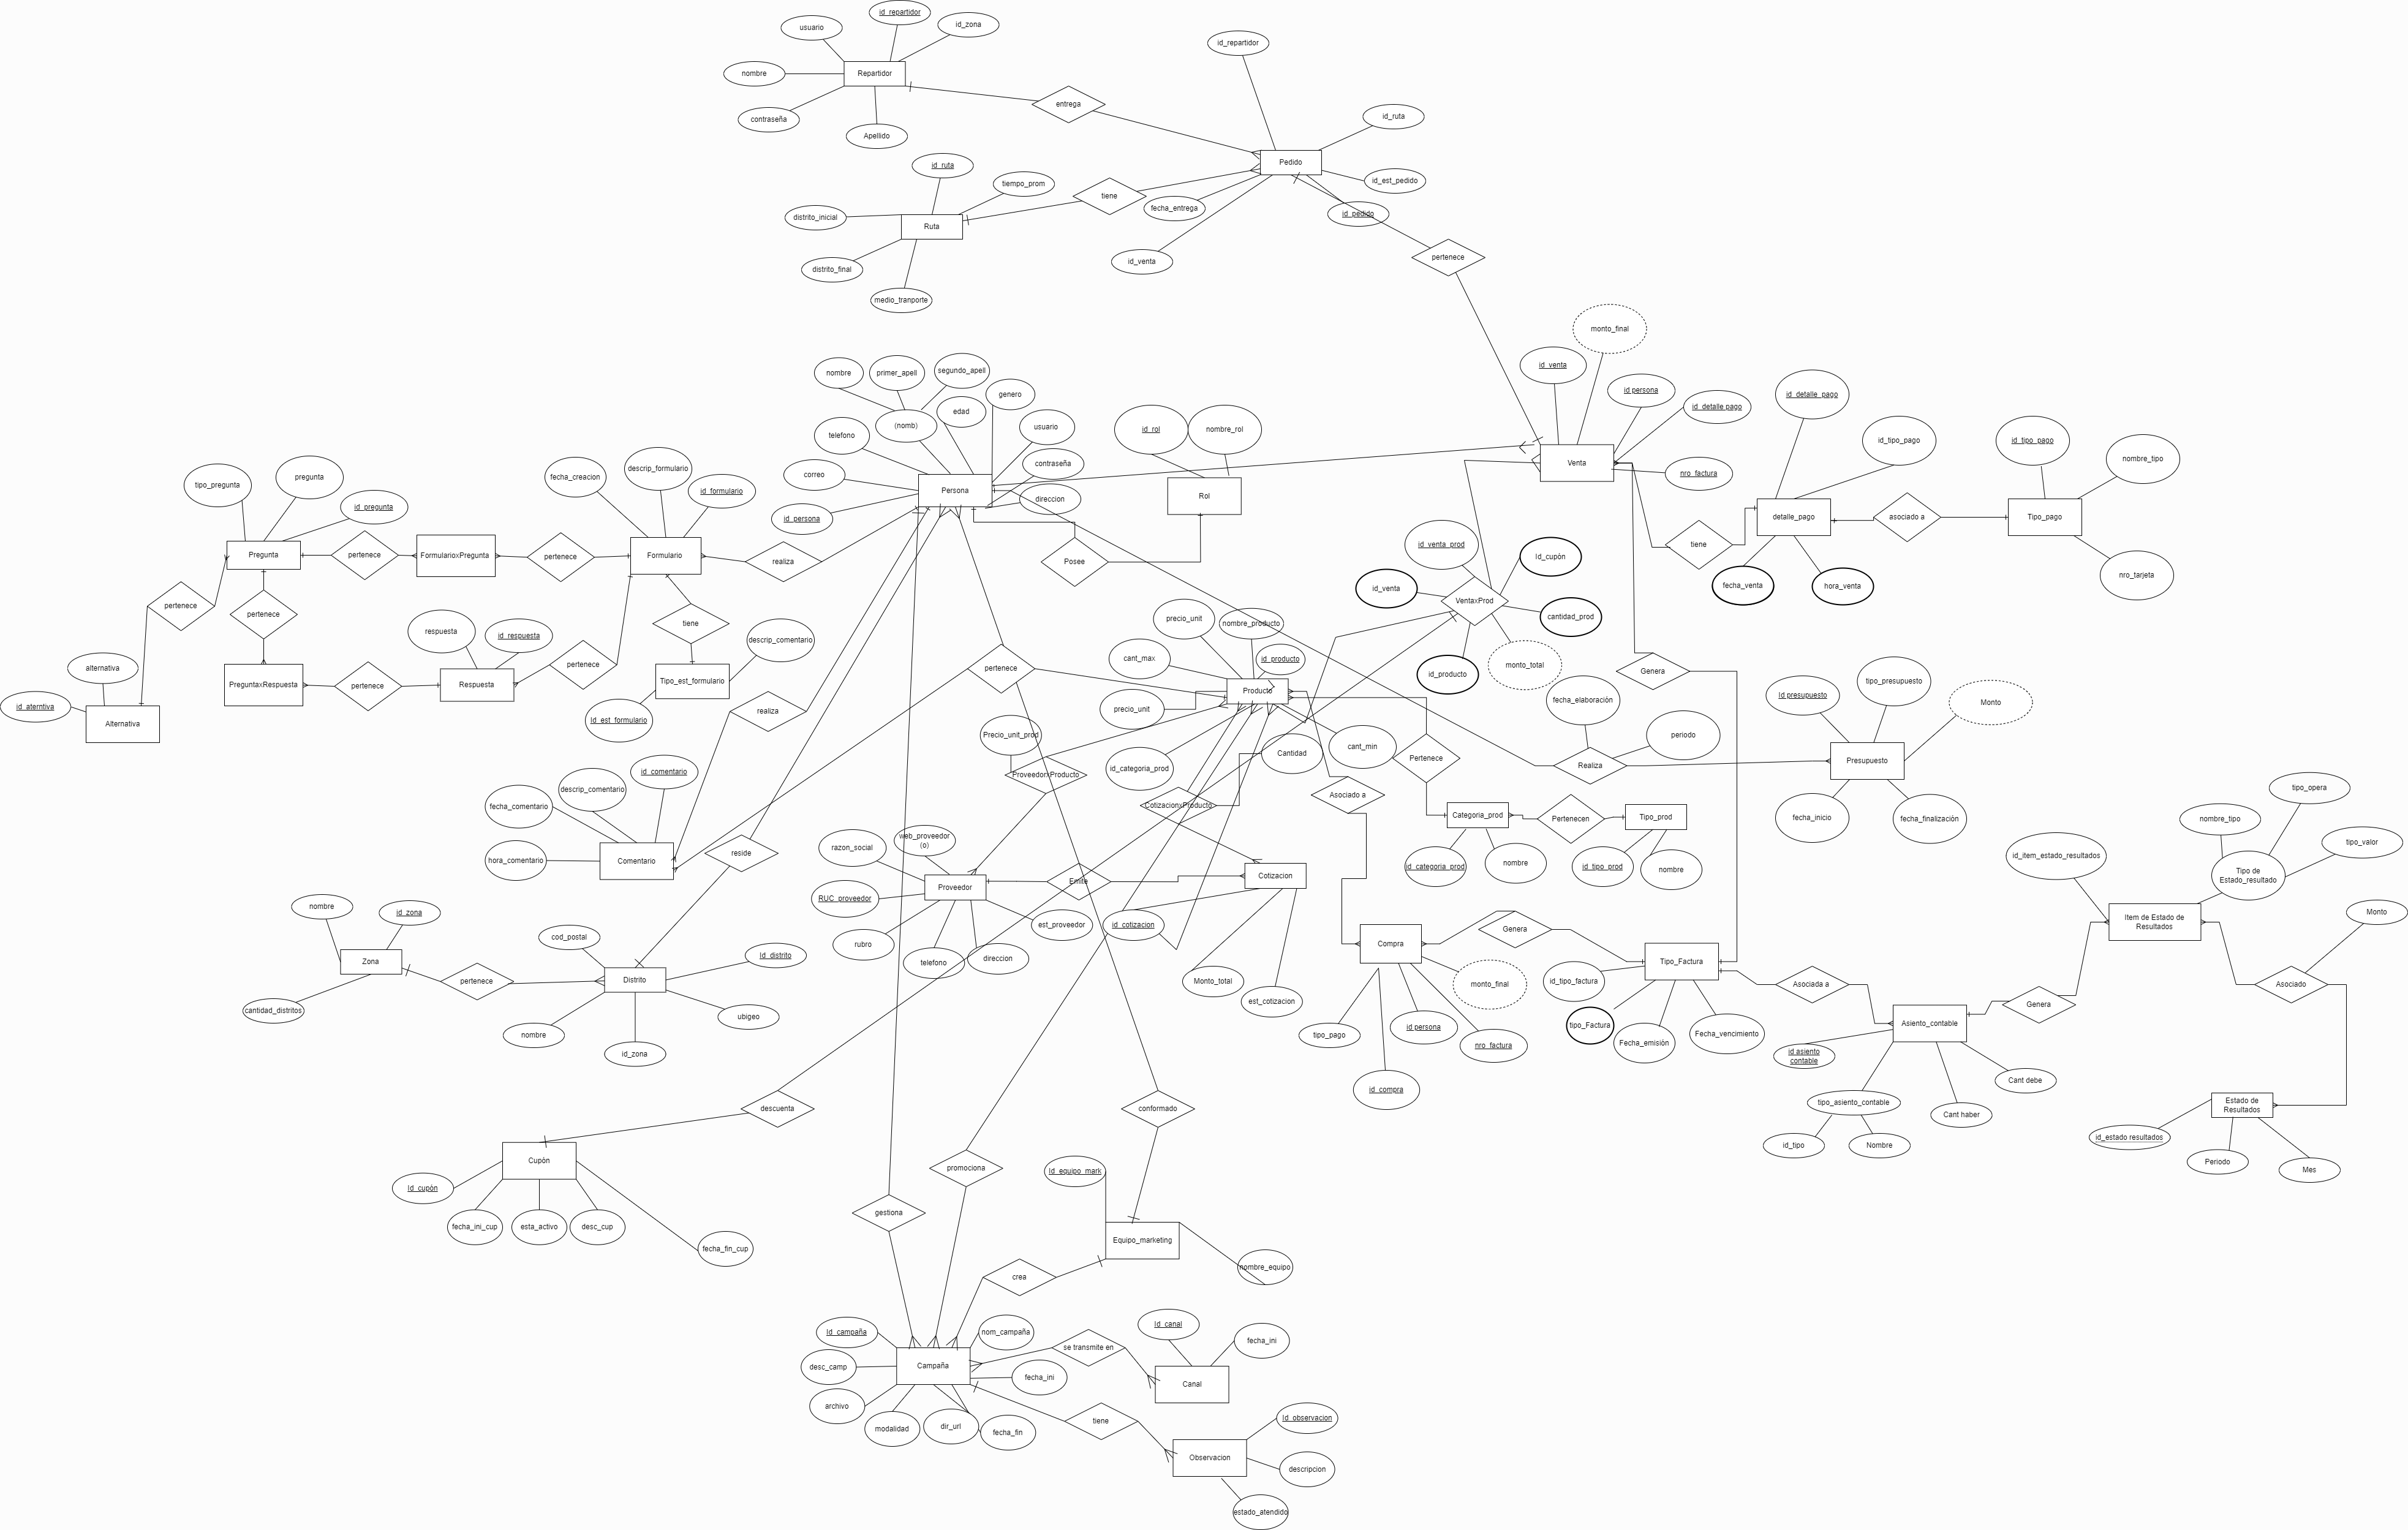 id_repartidor
usuario
id_zona
nombre
Repartidor
contraseña
Apellido
entrega
id_repartidor
id_ruta
Pedido
id_est_pedido
id_pedido
fecha_entrega
id_venta
id_ruta
tiempo_prom
tiene
distrito_inicial
Ruta
distrito_final
medio_tranporte
pertenece
monto_final
id_venta
id persona
id_detalle pago
Venta
nro_factura
id_detalle_pago
id_tipo_pago
detalle_pago
asociado a
tiene
fecha_venta
hora_venta
id_tipo_pago
nombre_tipo
Tipo_pago
nro_tarjeta
nombre
primer_apell
segundo_apell
genero
(nomb)
edad
telefono
usuario
correo
contraseña
Persona
direccion
id_persona
id_rol
nombre_rol
Rol
Posee
tipo_pregunta
pregunta
id_pregunta
Pregunta
pertenece
FormularioxPregunta
pertenece
fecha_creacion
descrip_formulario
id_formulario
Formulario
realiza
pertenece
pertenece
tiene
respuesta
id_respuesta
pertenece
descrip_comentario
PreguntaxRespuesta
pertenece
Respuesta
Tipo_est_formulario
Id_est_formulario
alternativa
id_aterntiva
Alternativa
realiza
pertenece
id_venta_prod
Id_cupón
id_venta
VentaxProd
cantidad_prod
monto_total
id_producto
precio_unit
nombre_producto
cant_max
id_producto
Producto
precio_unit
Precio_unit_prod
id_categoria_prod
Cantidad
cant_min
ProveedorxProducto
CotizacionxProducto
Genera
Pertenece
Asociado a
fecha_elaboración
periodo
Realiza
Id presupuesto
tipo_presupuesto
Monto
Presupuesto
fecha_inicio
fecha_finalización
Categoria_prod
Pertenecen
Tipo_prod
id_categoria_prod
nombre
id_tipo_prod
nombre
id_comentario
descrip_comentario
fecha_comentario
hora_comentario
Comentario
reside
web_proveedor
(o)
razon_social
Proveedor
RUC_proveedor
rubro
telefono
direccion
est_proveedor
Emite
Cotizacion
id_cotizacion
Monto_total
est_cotizacion
nombre
id_zona
Zona
cantidad_distritos
pertenece
cod_postal
Id_distrito
Distrito
nombre
id_zona
ubigeo
Compra
Genera
monto_final
tipo_pago
id persona
nro_factura
id_compra
Tipo_Factura
id_tipo_factura
tipo_Factura
Fecha_emisión
Fecha_vencimiento
Asociada a
Asiento_contable
Id asiento
contable
tipo_asiento_contable
id_tipo
Nombre
Cant haber
Cant debe
Genera
id_item_estado_resultados
nombre_tipo
tipo_opera
tipo_valor
Tipo de
Estado_resultado
Item de Estado de
Resultados
Monto
Asociado
Estado de
Resultados
id_estado resultados
Periodo
Mes
descuenta
conformado
Cupón
Id_cupón
fecha_ini_cup
esta_activo
desc_cup
fecha_fin_cup
promociona
gestiona
Id_equipo_mark
Equipo_marketing
nombre_equipo
crea
Id_campaña
nom_campaña
desc_camp
Campaña
fecha_ini
archivo
modalidad
dir_url
fecha_fin
se transmite en
Id_canal
fecha_ini
Canal
tiene
Id_observacion
Observacion
descripcion
estado_atendido